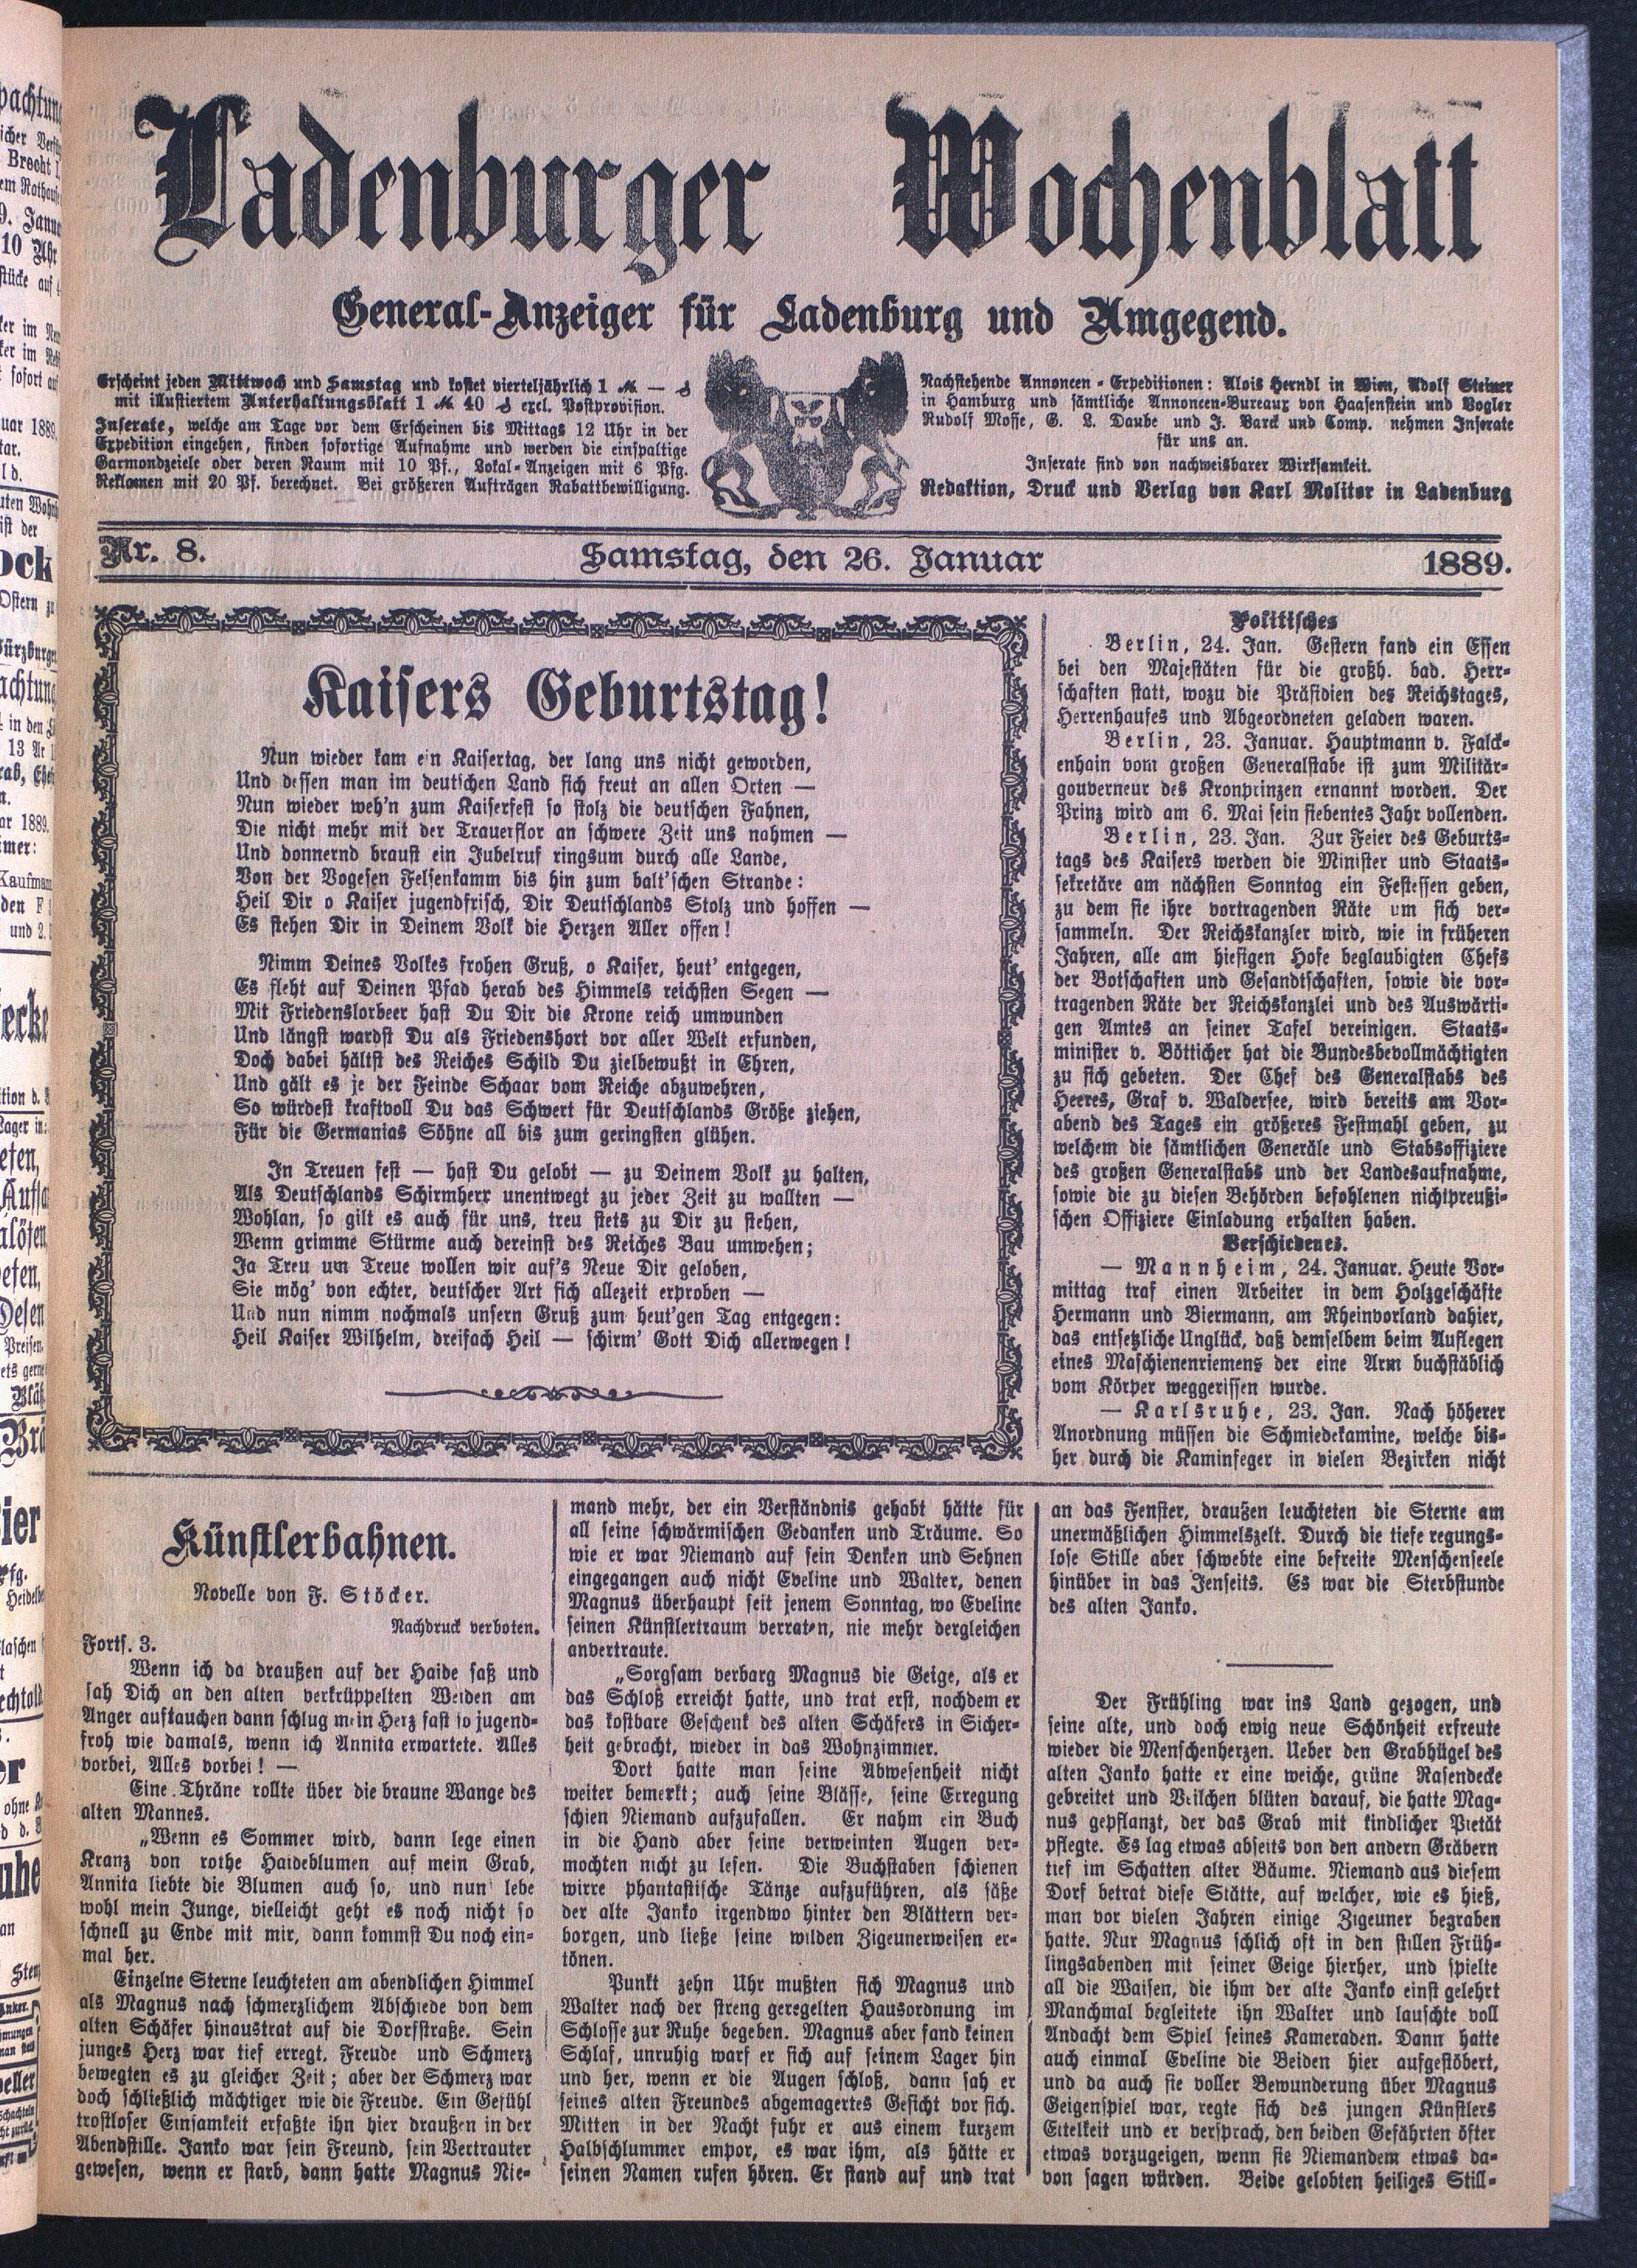 Ladenburger Wochenblatt
General-Anzeiger für Ladenburg und Umgegend.
Erscheint jeden Mittwoch und Samstag und kostet vierteljährlich 1 ℳ — ₰
mit illustiertem Unterhaltungsblatt 1 ℳ 40 ₰ excl. Postprovision.
Inserate, welche am Tage vor dem Erscheinen bis Mittags 12 Uhr in der
Expedition eingehen, finden sofortige Aufnahme und werden die einspaltige
Garmondzeiele oder deren Raum mit 10 Pf., Lokal-Anzeigen mit 6 Pfg.
Reklamen mit 20 Pf. berechnet. Bei größeren Aufträgen Rabattbewilligung.
Nachstehende Annoncen-Expeditionen: Alois Herndl in Wien, Adolf Steiner
in Hamburg und sämtliche Annoncen-Bureaux von Haasenstein und Vogler
Rudolf Mosse, G. L. Daube und J. Barck und Comp. nehmen Inserate
für uns an.
Inserate sind von nachweisbarer Wirksamkeit.
Redaktion, Druck und Verlag von Karl Molitor in Ladenburg
Nr. 8.
Samstag, den 26. Januar
1889.
Kaisers Geburtstag!
Nun wieder kam ein Kaisertag, der lang uns nicht geworden,
Und dessen man im deutschen Land sich freut an allen Orten —
Nun wieder weh'n zum Kaiserfest so stolz die deutschen Fahnen,
Die nicht mehr mit der Trauerflor an schwere Zeit uns nahmen —
Und donnernd braust ein Jubelruf ringsum durch alle Lande,
Von der Vogesen Felsenkamm bis hin zum balt'schen Strande:
Heil Dir o Kaiser jugendfrisch, Dir Deutschlands Stolz und hoffen —
Es stehen Dir in Deinem Volk die Herzen Aller offen!
Nimm Deines Volkes frohen Gruß, o Kaiser, heut' entgegen,
Es fleht auf Deinen Pfad herab des Himmels reichsten Segen —
Mit Friedenslorbeer hast Du Dir die Krone reich umwunden
Und längst wardst Du als Friedenshort vor aller Welt erfunden,
Doch dabei hältst des Reiches Schild Du zielbewußt in Ehren,
Und gält es je der Feinde Schaar vom Reiche abzuwehren,
So würdest kraftvoll Du das Schwert für Deutschlands Größe ziehen,
Für die Germanias Söhne all bis zum geringsten glühen.
In Treuen fest — hast Du gelobt — zu Deinem Volk zu halten,
Als Deutschlands Schirmherr unentwegt zu jeder Zeit zu wallten —
Wohlan, so gilt es auch für uns, treu stets zu Dir zu stehen,
Wenn grimme Stürme auch dereinst des Reiches Bau umwehen;
Ja Treu um Treue wollen wir auf's Neue Dir geloben,
Sie mög' von echter, deutscher Art sich allezeit erproben —
Und nun nimm nochmals unsern Gruß zum heut'gen Tag entgegen:
Heil Kaiser Wilhelm, dreifach Heil — schirm' Gott Dich allerwegen!
Politisches
Berlin, 24. Jan. Gestern fand ein Essen
bei den Majestäten für die großh. bad. Herr-
schaften statt, wozu die Präsidien des Reichstages,
Herrenhauses und Abgeordneten geladen waren.
Berlin, 23. Januar. Hauptmann v. Falck-
enhain vom großen Generalstabe ist zum Militär-
gouverneur des Kronprinzen ernannt worden. Der
Prinz wird am 6. Mai sein siebentes Jahr vollenden.
Berlin, 23. Jan. Zur Feier des Geburts-
tags des Kaisers werden die Minister und Staats-
sekretäre am nächsten Sonntag ein Festessen geben,
zu dem sie ihre vortragenden Räte um sich ver-
sammeln. Der Reichskanzler wird, wie in früheren
Jahren, alle am hiesigen Hofe beglaubigten Chefs
der Botschaften und Gesandtschaften, sowie die vor-
tragenden Räte der Reichskanzlei und des Auswärti-
gen Amtes an seiner Tafel vereinigen. Staats-
minister v. Bötticher hat die Bundesbevollmächtigten
zu sich gebeten. Der Chef des Generalstabs des
Heeres, Graf v. Waldersee, wird bereits am Vor-
abend des Tages ein größeres Festmahl geben, zu
welchem die sämtlichen Generäle und Stabsoffiziere
des großen Generalstabs und der Landesaufnahme,
sowie die zu diesen Behörden befohlenen nichtpreußi-
schen Offiziere Einladung erhalten haben.
Verschiedenes.
— Mannheim, 24. Januar. Heute Vor-
mittag traf einen Arbeiter in dem Holzgeschäfte
Hermann und Biermann, am Rheinvorland dahier,
das entsetzliche Unglück, daß demselbem beim Auflegen
eines Maschienenriemens der eine Arm buchstäblich
vom Körper weggerissen wurde.
— Karlsruhe, 23. Jan. Nach höherer
Anordnung müssen die Schmiedekamine, welche bis-
her durch die Kaminfeger in vielen Bezirken nicht
Künstlerbahnen.
Novelle von F. Stöcker.
Nachdruck verboten.
Forts. 3.
Wenn ich da draußen auf der Haide saß und
sah Dich an den alten verkrüppelten Weiden am
Anger auftauchen dann schlug mein Herz fast so jugend-
froh wie damals, wenn ich Annita erwartete. Alles
vorbei, Alles vorbei! —
Eine Thräne rollte über die braune Wange des
alten Mannes.
„Wenn es Sommer wird, dann lege einen
Kranz von rothe Haideblumen auf mein Grab,
Annita liebte die Blumen auch so, und nun lebe
wohl mein Junge, vielleicht geht es noch nicht so
schnell zu Ende mit mir, dann kommst Du noch ein-
mal her.
Einzelne Sterne leuchteten am abendlichen Himmel
als Magnus nach schmerzlichem Abschiede von dem
alten Schäfer hinaustrat auf die Dorfstraße. Sein
junges Herz war tief erregt, Freude und Schmerz
bewegten es zu gleicher Zeit; aber der Schmerz war
doch schließlich mächtiger wie die Freude. Ein Gefühl
trostloser Einsamkeit erfaßte ihn hier draußen in der
Abendstille. Janko war sein Freund, sein Vertrauter
gewesen, wenn er starb, dann hatte Magnus Nie-
mand mehr, der ein Verständnis gehabt hätte für
all seine schwärmischen Gedanken und Träume. So
wie er war Niemand auf sein Denken und Sehnen
eingegangen auch nicht Eveline und Walter, denen
Magnus überhaupt seit jenem Sonntag, wo Eveline
seinen Künstlertraum verraten, nie mehr dergleichen
anvertraute.
„Sorgsam verbarg Magnus die Geige, als er
das Schloß erreicht hatte, und trat erst, nochdem er
das kostbare Geschenk des alten Schäfers in Sicher-
heit gebracht, wieder in das Wohnzimmer.
Dort hatte man seine Abwesenheit nicht
weiter bemerkt; auch seine Blässe, seine Erregung
schien Niemand aufzufallen. Er nahm ein Buch
in die Hand aber seine verweinten Augen ver-
mochten nicht zu lesen. Die Buchstaben schienen
wirre phantastische Tänze aufzuführen, als säße
der alte Janko irgendwo hinter den Blättern ver-
borgen, und ließe seine wilden Zigeunerweisen er-
tönen.
Punkt zehn Uhr mußten sich Magnus und
Walter nach der streng geregelten Hausordnung im
Schlosse zur Ruhe begeben. Magnus aber fand keinen
Schlaf, unruhig warf er sich auf seinem Lager hin
und her, wenn er die Augen schloß, dann sah er
seines alten Freundes abgemagertes Gesicht vor sich.
Mitten in der Nacht fuhr er aus einem kurzem
Halbschlummer empor, es war ihm, als hätte er
seinen Namen rufen hören. Er stand auf und trat
an das Fenster, draußen leuchteten die Sterne am
unermäßlichen Himmelszelt. Durch die tiefe regungs-
lose Stille aber schwebte eine befreite Menschenseele
hinüber in das Jenseits. Es war die Sterbstunde
des alten Janko.
Der Frühling war ins Land gezogen, und
seine alte, und doch ewig neue Schönheit erfreute
wieder die Menschenherzen. Ueber den Grabhügel des
alten Janko hatte er eine weiche, grüne Rasendecke
gebreitet und Veilchen blüten darauf, die hatte Mag-
nus gepflanzt, der das Grab mit kindlicher Pietät
pflegte. Es lag etwas abseits von den andern Gräbern
tief im Schatten alter Bäume. Niemand aus diesem
Dorf betrat diese Stätte, auf welcher, wie es hieß,
man vor vielen Jahren einige Zigeuner begraben
hatte. Nur Magnus schlich oft in den stillen Früh-
lingsabenden mit seiner Geige hierher, und spielte
all die Waisen, die ihm der alte Janko einst gelehrt
Manchmal begleitete ihn Walter und lauschte voll
Andacht dem Spiel seines Kameraden. Dann hatte
auch einmal Eveline die Beiden hier aufgestöbert,
und da auch sie voller Bewunderung über Magnus
Geigenspiel war, regte sich des jungen Künstlers
Eitelkeit und er versprach, den beiden Gefährten öfter
etwas vorzugeigen, wenn sie Niemandem etwas da-
von sagen würden. Beide gelobten heiliges Still-